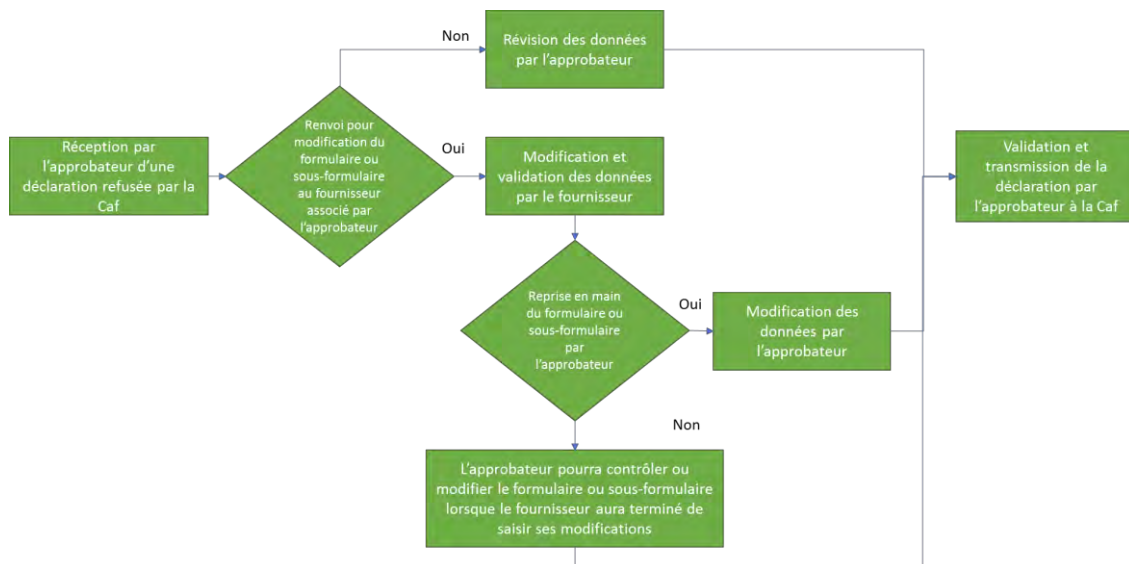 Non
Révision des données
par l'approbateur
Réception par
l'approbateur d'une
déclaration refusée par la
Caf
Renvoi pour
modification du
formulaire ou
sous-formulaire
au fournisseur
associé par
l'approbateur
Oui
Modification et
validation des données
par le fournisseur
Validation et
transmission de la
déclaration par
l'approbateur à la Caf
Reprise en main
du formulaire ou
sous-formulaire
par
l'approbateur
Oui
Modification des
données par
l'approbateur
Non
L'approbateur pourra contrôler ou
modifier le formulaire ou sous-formulaire
lorsque le fournisseur aura terminé de
saisir ses modifications